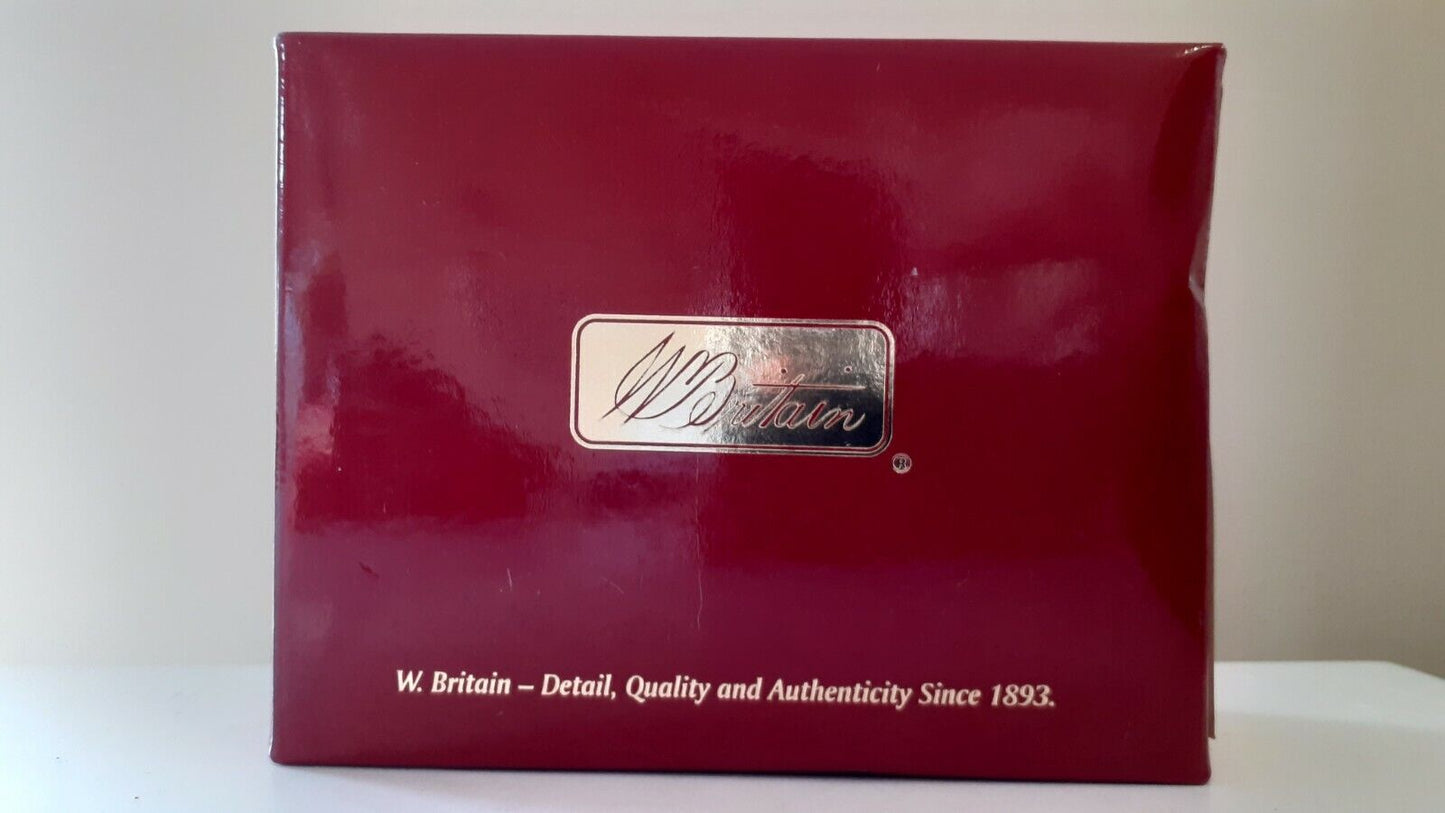 W Britain
®
W. Britain – Detail, Quality and Authenticity Since 1893.